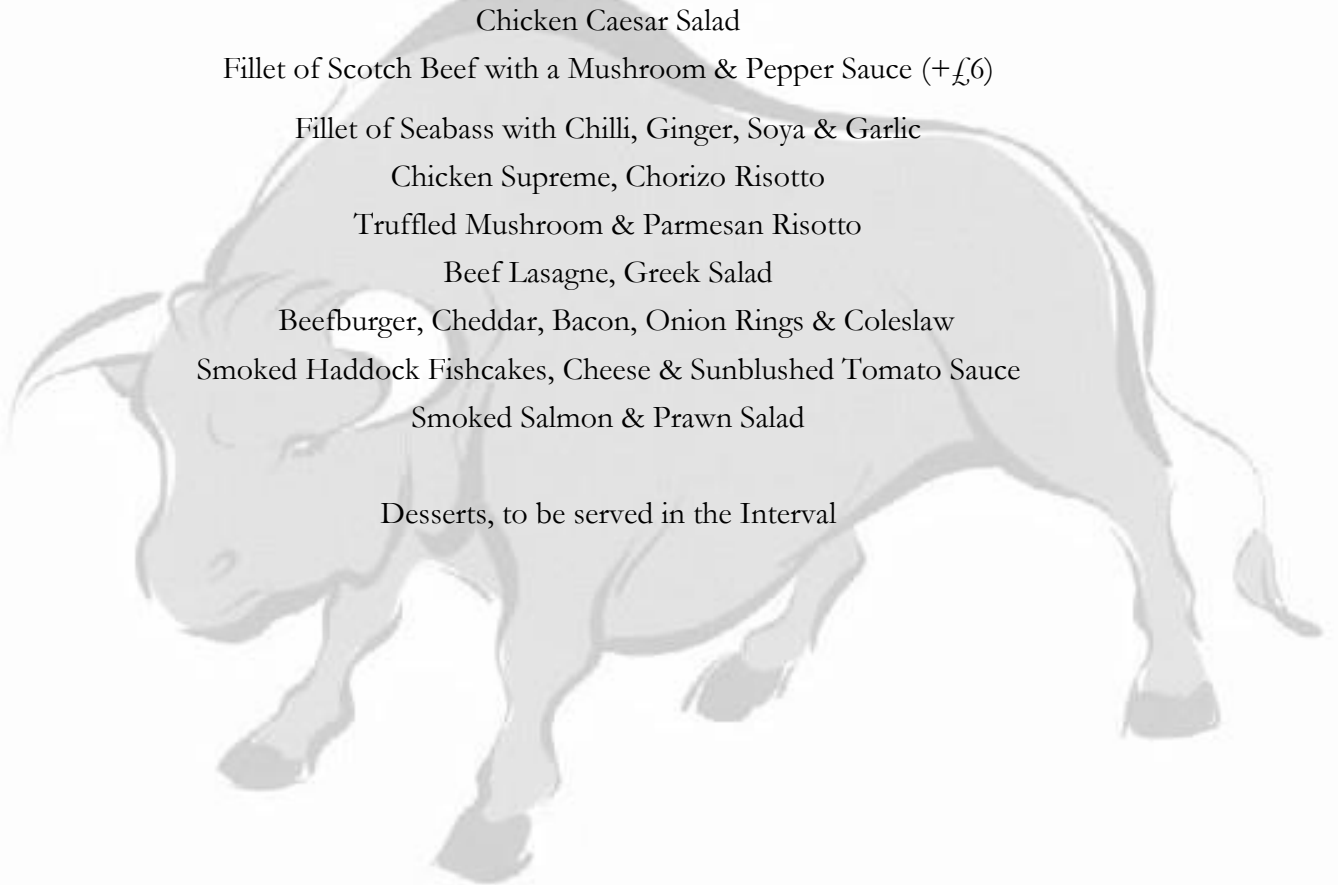 Chicken Caesar Salad
Fillet of Scotch Beef with a Mushroom & Pepper Sauce (+£6)
Fillet of Seabass with Chilli, Ginger, Soya & Garlic
Chicken Supreme, Chorizo Risotto
Truffled Mushroom & Parmesan Risotto
Beef Lasagne, Greek Salad
Beefburger, Cheddar, Bacon, Onion Rings & Coleslaw
Smoked Haddock Fishcakes, Cheese & Sunblushed Tomato Sauce
Smoked Salmon & Prawn Salad
Desserts, to be served in the Interval